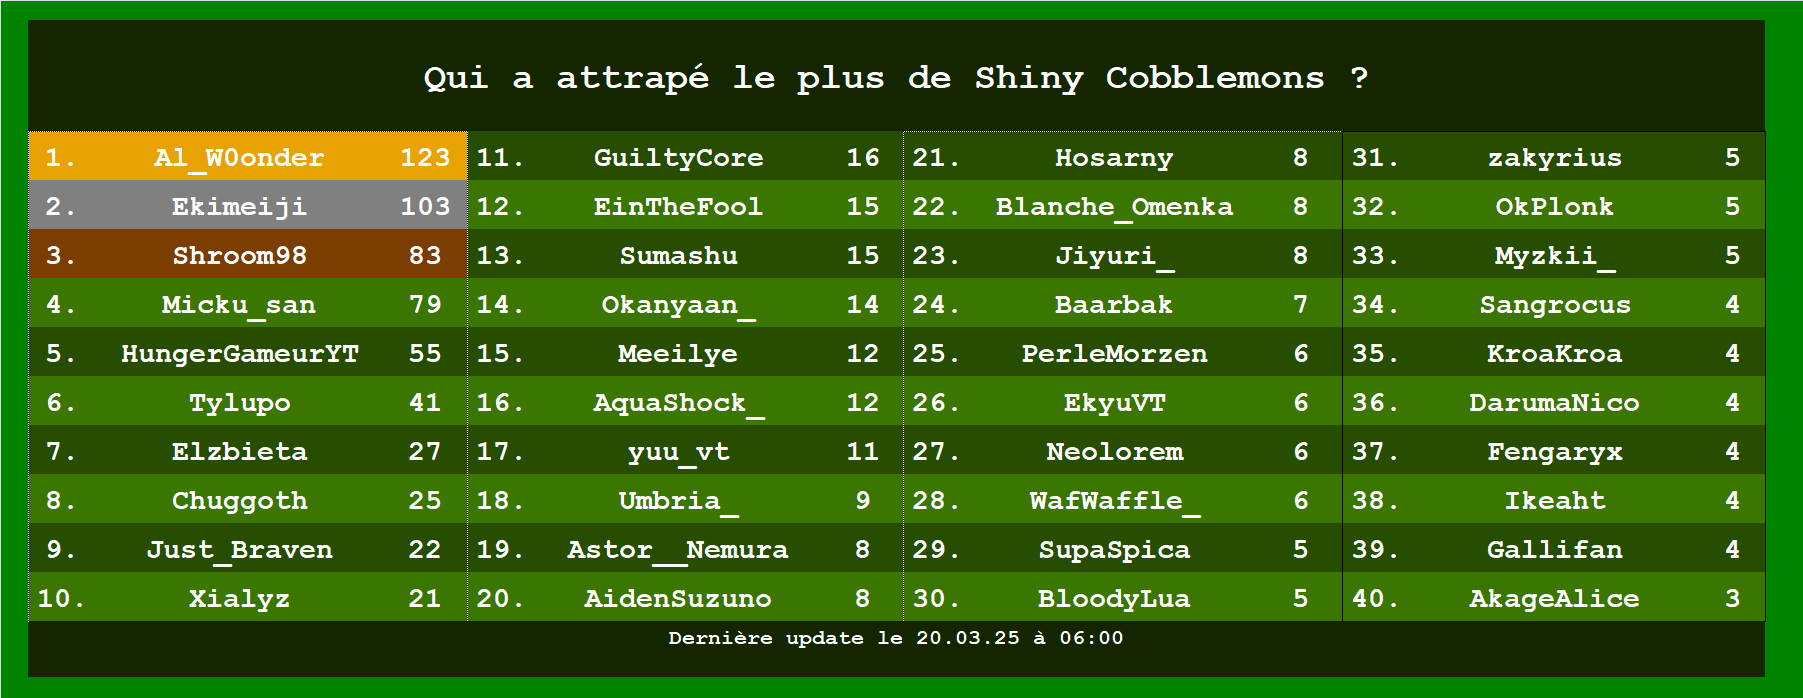 Qui a attrapé le plus de Shiny Cobblemons ?
1. Al_W0onder 123
2. Ekimeiji 103
3. Shroom98 83
4. Micku_san 79
5. HungerGameurYT 55
6. Tylupo 41
7. Elzbieta 27
8. Chuggoth 25
9. Just_Braven 22
10. Xialyz 21
11. GuiltyCore 16
12. EinTheFool 15
13. Sumashu 15
14. Okanyaan_ 14
15. Meeilye 12
16. AquaShock_ 12
17. yuu_vt 11
18. Umbria_ 9
19. Astor__Nemura 8
20. AidenSuzuno 8
21. Hosarny 8
22. Blanche_Omenka 8
23. Jiyuri_ 8
24. Baarbak 7
25. PerleMorzen 6
26. EkyuVT 6
27. Neolorem 6
28. WafWaffle_ 6
29. SupaSpica 5
30. BloodyLua 5
31. zakyrius 5
32. OkPlonk 5
33. Myzkii_ 5
34. Sangrocus 4
35. KroaKroa 4
36. DarumaNico 4
37. Fengaryx 4
38. Ikeaht 4
39. Gallifan 4
40. AkageAlice 3
Dernière update le 20.03.25 à 06:00